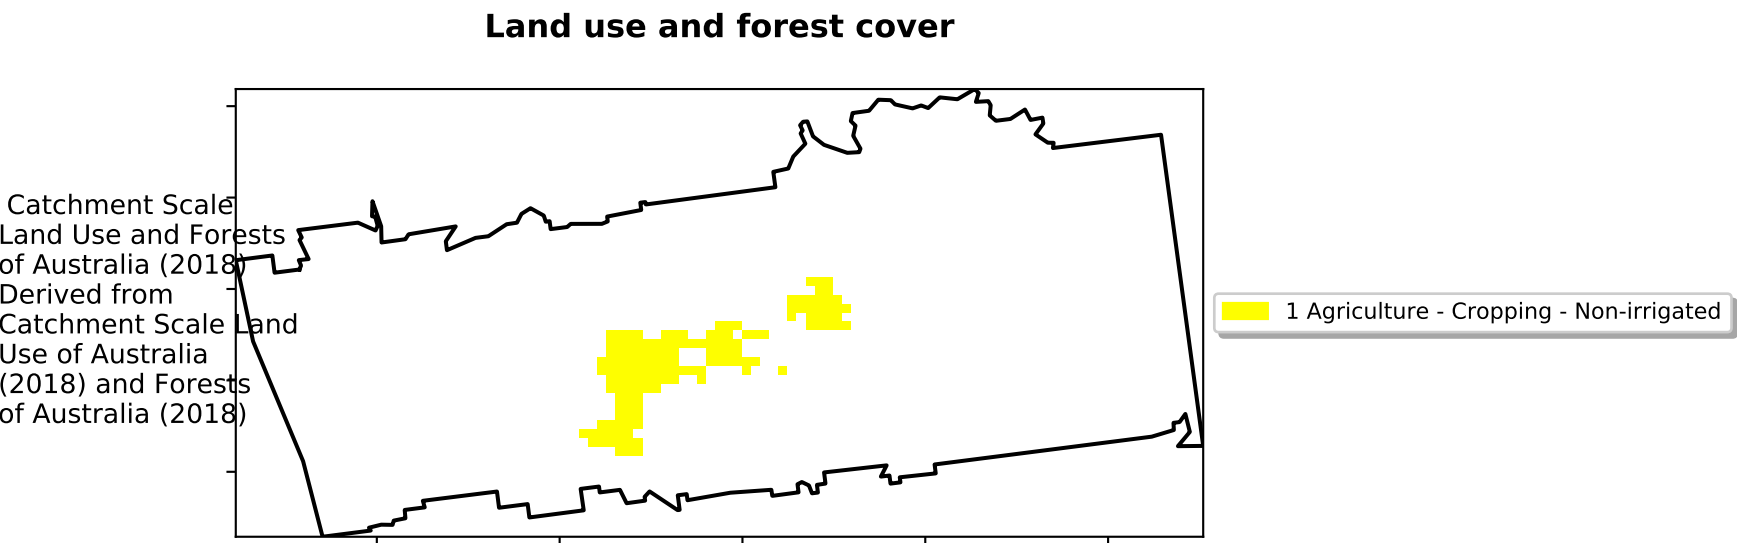 Land use and forest cover
Catchment Scale
Land Use and Forests
of Australia (2018)
Derived from
Catchment Scale Land
Use of Australia
(2018) and Forests
of Australia (2018)
1 Agriculture - Cropping - Non-irrigated